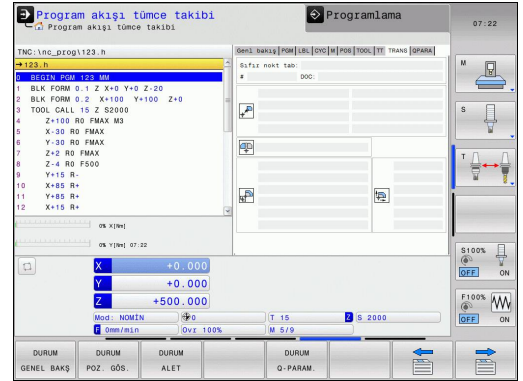 Program akışı tümce takibi
Program akışı tümce takibi
Programlama
07:22
TNC:\nc_prog\123.h
→123.h
0 BEGIN PGM 123 MM
1 BLK FORM 0.1 Z X+0 Y+0 Z-20
2 BLK FORM 0.2 X+100 Y+100 Z+0
3 TOOL CALL 15 Z S2000
4 Z+100 R0 FMAX M3
5 X-30 R0 FMAX
6 Y-30 R0 FMAX
7 Z+2 R0 FMAX
8 Z-4 R0 F500
9 Y+15 R-
10 X+85 R+
11 Y+85 R+
12 X+15 R+
Genl bakış PGM LBL CYC M POS TOOL TT TRANS QPARA
Sıfır nokt tab:
# DOC:
0% X[Nm]
0% Y[Nm] 07:22
X +0.000
Y +0.000
Z +500.000
Mod: NOMİN 0 T 15 Z S 2000
F 0mm/min Ovr 100% M 5/9
M
S
T
S100%
OFF ON
F100%
OFF ON
DURUM GENEL BAKŞ
DURUM POZ. GÖS.
DURUM ALET
DURUM Q-PARAM.